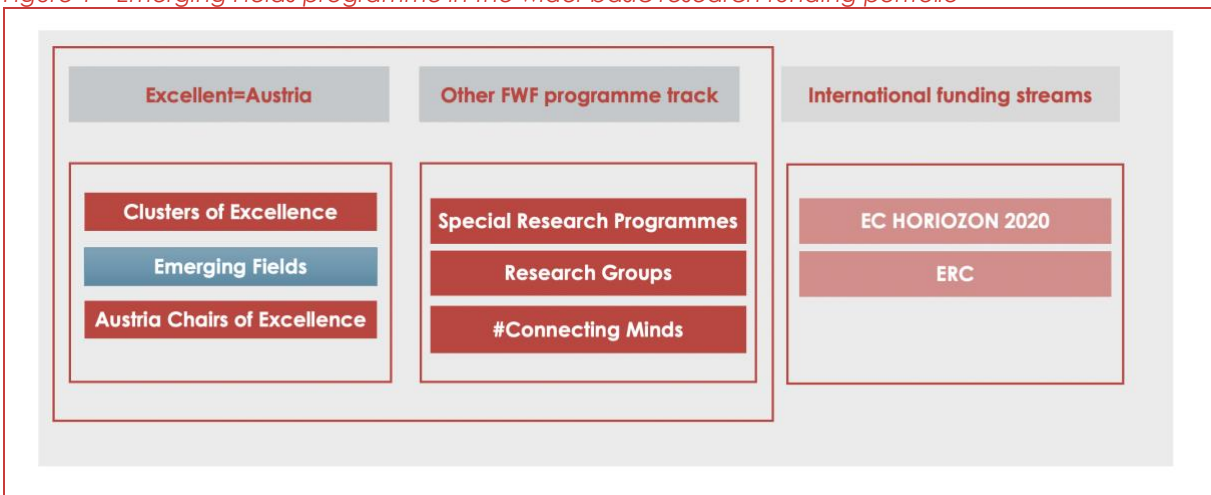 Excellent=Austria
Other FWF programme track
International funding streams
Clusters of Excellence
Emerging Fields
Austria Chairs of Excellence
Special Research Programmes
Research Groups
#Connecting Minds
EC HORIOZON 2020
ERC